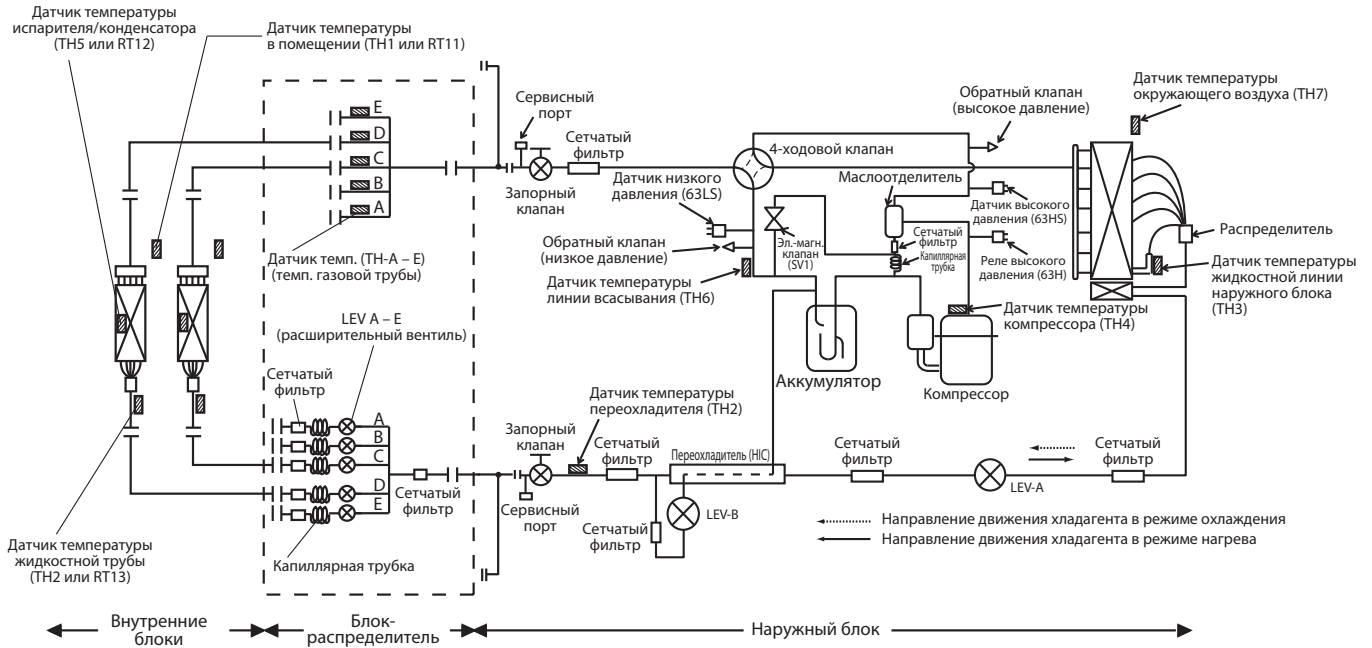 Датчик температуры
испарителя/конденсатора
(TH5 или RT12)
Датчик температуры
в помещении (TH1 или RT11)
E
D
C
B
A
Датчик темп. (TH-A – E)
(темп. газовой трубы)
LEV A – E
(расширительный вентиль)
Сетчатый
фильтр
A
B
C
D
E
Сетчатый
фильтр
Капиллярная трубка
Датчик температуры
жидкостной трубы
(TH2 или RT13)
Сервисный
порт
Сетчатый
фильтр
Запорный
клапан
4-ходовой клапан
Обратный клапан
(высокое давление)
Датчик температуры
окружающего воздуха (TH7)
Датчик низкого
давления (63LS)
Маслоотделитель
Обратный клапан
(низкое давление)
Эл.-магн.
клапан
(SV1)
Сетчатый
фильтр
Капиллярная
трубка
Датчик высокого
давления (63HS)
Реле высокого
давления (63H)
Распределитель
Датчик температуры
жидкостной линии
наружного блока
(TH3)
Датчик температуры
линии всасывания (TH6)
Датчик температуры
компрессора (TH4)
Аккумулятор
Компрессор
Датчик температуры
переохладителя (TH2)
Запорный
клапан
Сетчатый
фильтр
Переохладитель (HIC)
Сетчатый
фильтр
LEV-A
Сетчатый
фильтр
Сервисный
порт
Сетчатый
фильтр
LEV-B
Направление движения хладагента в режиме охлаждения
Направление движения хладагента в режиме нагрева
Внутренние
блоки
Блок-
распределитель
Наружный блок